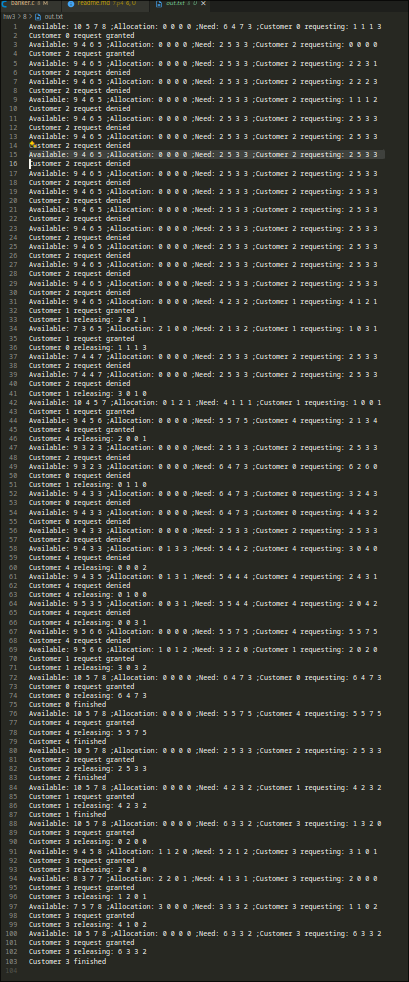 banker.c 3 M
readme.md 7 p4 8, U
out.txt U
hw3 > 8 > out.txt
1 Available: 10 5 7 8 ;Allocation: 0 0 0 0 ;Need: 6 4 7 3 ;Customer 0 requesting: 1 1 1 3
2 Customer 0 request granted
3 Available: 9 4 6 5 ;Allocation: 0 0 0 0 ;Need: 2 5 3 3 ;Customer 2 requesting: 0 0 0 0
4 Customer 2 request granted
5 Available: 9 4 6 5 ;Allocation: 0 0 0 0 ;Need: 2 5 3 3 ;Customer 2 requesting: 2 2 3 1
6 Customer 2 request denied
7 Available: 9 4 6 5 ;Allocation: 0 0 0 0 ;Need: 2 5 3 3 ;Customer 2 requesting: 2 2 2 3
8 Customer 2 request denied
9 Available: 9 4 6 5 ;Allocation: 0 0 0 0 ;Need: 2 5 3 3 ;Customer 2 requesting: 1 1 1 2
10 Customer 2 request denied
11 Available: 9 4 6 5 ;Allocation: 0 0 0 0 ;Need: 2 5 3 3 ;Customer 2 requesting: 2 5 3 3
12 Customer 2 request denied
13 Available: 9 4 6 5 ;Allocation: 0 0 0 0 ;Need: 2 5 3 3 ;Customer 2 requesting: 2 5 3 3
14 Customer 2 request denied
15 Available: 9 4 6 5 ;Allocation: 0 0 0 0 ;Need: 2 5 3 3 ;Customer 2 requesting: 2 5 3 3
16 Customer 2 request denied
17 Available: 9 4 6 5 ;Allocation: 0 0 0 0 ;Need: 2 5 3 3 ;Customer 2 requesting: 2 5 3 3
18 Customer 2 request denied
19 Available: 9 4 6 5 ;Allocation: 0 0 0 0 ;Need: 2 5 3 3 ;Customer 2 requesting: 2 5 3 3
20 Customer 2 request denied
21 Available: 9 4 6 5 ;Allocation: 0 0 0 0 ;Need: 2 5 3 3 ;Customer 2 requesting: 2 5 3 3
22 Customer 2 request denied
23 Available: 9 4 6 5 ;Allocation: 0 0 0 0 ;Need: 2 5 3 3 ;Customer 2 requesting: 2 5 3 3
24 Customer 2 request denied
25 Available: 9 4 6 5 ;Allocation: 0 0 0 0 ;Need: 2 5 3 3 ;Customer 2 requesting: 2 5 3 3
26 Customer 2 request denied
27 Available: 9 4 6 5 ;Allocation: 0 0 0 0 ;Need: 2 5 3 3 ;Customer 2 requesting: 2 5 3 3
28 Customer 2 request denied
29 Available: 9 4 6 5 ;Allocation: 0 0 0 0 ;Need: 2 5 3 3 ;Customer 2 requesting: 2 5 3 3
30 Customer 2 request denied
31 Available: 9 4 6 5 ;Allocation: 0 0 0 0 ;Need: 4 2 3 2 ;Customer 1 requesting: 4 1 2 1
32 Customer 1 request granted
33 Customer 1 releasing: 2 0 2 1
34 Available: 7 3 6 5 ;Allocation: 2 1 0 0 ;Need: 2 1 3 2 ;Customer 1 requesting: 1 0 3 1
35 Customer 1 request granted
36 Customer 0 releasing: 1 1 1 3
37 Available: 7 4 4 7 ;Allocation: 0 0 0 0 ;Need: 2 5 3 3 ;Customer 2 requesting: 2 5 3 3
38 Customer 2 request denied
39 Available: 7 4 4 7 ;Allocation: 0 0 0 0 ;Need: 2 5 3 3 ;Customer 2 requesting: 2 5 3 3
40 Customer 2 request denied
41 Customer 1 releasing: 3 0 1 0
42 Available: 10 4 5 7 ;Allocation: 0 1 2 1 ;Need: 4 1 1 1 ;Customer 1 requesting: 1 0 0 1
43 Customer 1 request granted
44 Available: 9 4 5 6 ;Allocation: 0 0 0 0 ;Need: 5 5 7 5 ;Customer 4 requesting: 2 1 3 4
45 Customer 4 request granted
46 Customer 4 releasing: 2 0 0 1
47 Available: 9 3 2 3 ;Allocation: 0 0 0 0 ;Need: 2 5 3 3 ;Customer 2 requesting: 2 5 3 3
48 Customer 2 request denied
49 Available: 9 3 2 3 ;Allocation: 0 0 0 0 ;Need: 6 4 7 3 ;Customer 0 requesting: 6 2 6 0
50 Customer 0 request denied
51 Customer 1 releasing: 0 1 1 0
52 Available: 9 4 3 3 ;Allocation: 0 0 0 0 ;Need: 6 4 7 3 ;Customer 0 requesting: 3 2 4 3
53 Customer 0 request denied
54 Available: 9 4 3 3 ;Allocation: 0 0 0 0 ;Need: 6 4 7 3 ;Customer 0 requesting: 4 4 3 2
55 Customer 0 request denied
56 Available: 9 4 3 3 ;Allocation: 0 0 0 0 ;Need: 2 5 3 3 ;Customer 2 requesting: 2 5 3 3
57 Customer 2 request denied
58 Available: 9 4 3 3 ;Allocation: 0 1 3 3 ;Need: 5 4 4 2 ;Customer 4 requesting: 3 0 4 0
59 Customer 4 request denied
60 Customer 4 releasing: 0 0 0 2
61 Available: 9 4 3 5 ;Allocation: 0 1 3 1 ;Need: 5 4 4 4 ;Customer 4 requesting: 2 4 3 1
62 Customer 4 request denied
63 Customer 4 releasing: 0 1 0 0
64 Available: 9 5 3 5 ;Allocation: 0 0 3 1 ;Need: 5 5 4 4 ;Customer 4 requesting: 2 0 4 2
65 Customer 4 request denied
66 Customer 4 releasing: 0 0 3 1
67 Available: 9 5 6 6 ;Allocation: 0 0 0 0 ;Need: 5 5 7 5 ;Customer 4 requesting: 5 5 7 5
68 Customer 4 request denied
69 Available: 9 5 6 6 ;Allocation: 1 0 1 2 ;Need: 3 2 2 0 ;Customer 1 requesting: 2 0 2 0
70 Customer 1 request granted
71 Customer 1 releasing: 3 0 3 2
72 Available: 10 5 7 8 ;Allocation: 0 0 0 0 ;Need: 6 4 7 3 ;Customer 0 requesting: 6 4 7 3
73 Customer 0 request granted
74 Customer 0 releasing: 6 4 7 3
75 Customer 0 finished
76 Available: 10 5 7 8 ;Allocation: 0 0 0 0 ;Need: 5 5 7 5 ;Customer 4 requesting: 5 5 7 5
77 Customer 4 request granted
78 Customer 4 releasing: 5 5 7 5
79 Customer 4 finished
80 Available: 10 5 7 8 ;Allocation: 0 0 0 0 ;Need: 2 5 3 3 ;Customer 2 requesting: 2 5 3 3
81 Customer 2 request granted
82 Customer 2 releasing: 2 5 3 3
83 Customer 2 finished
84 Available: 10 5 7 8 ;Allocation: 0 0 0 0 ;Need: 4 2 3 2 ;Customer 1 requesting: 4 2 3 2
85 Customer 1 request granted
86 Customer 1 releasing: 4 2 3 2
87 Customer 1 finished
88 Available: 10 5 7 8 ;Allocation: 0 0 0 0 ;Need: 6 3 3 2 ;Customer 3 requesting: 1 3 2 0
89 Customer 3 request granted
90 Customer 3 releasing: 0 2 0 0
91 Available: 9 4 5 8 ;Allocation: 1 1 2 0 ;Need: 5 2 1 2 ;Customer 3 requesting: 3 1 0 1
92 Customer 3 request granted
93 Customer 3 releasing: 2 0 2 0
94 Available: 8 3 7 7 ;Allocation: 2 2 0 1 ;Need: 4 1 3 1 ;Customer 3 requesting: 2 0 0 0
95 Customer 3 request granted
96 Customer 3 releasing: 1 2 0 1
97 Available: 7 5 7 8 ;Allocation: 3 0 0 0 ;Need: 3 3 3 2 ;Customer 3 requesting: 1 1 0 2
98 Customer 3 request granted
99 Customer 3 releasing: 4 1 0 2
100 Available: 10 5 7 8 ;Allocation: 0 0 0 0 ;Need: 6 3 3 2 ;Customer 3 requesting: 6 3 3 2
101 Customer 3 request granted
102 Customer 3 releasing: 6 3 3 2
103 Customer 3 finished
104